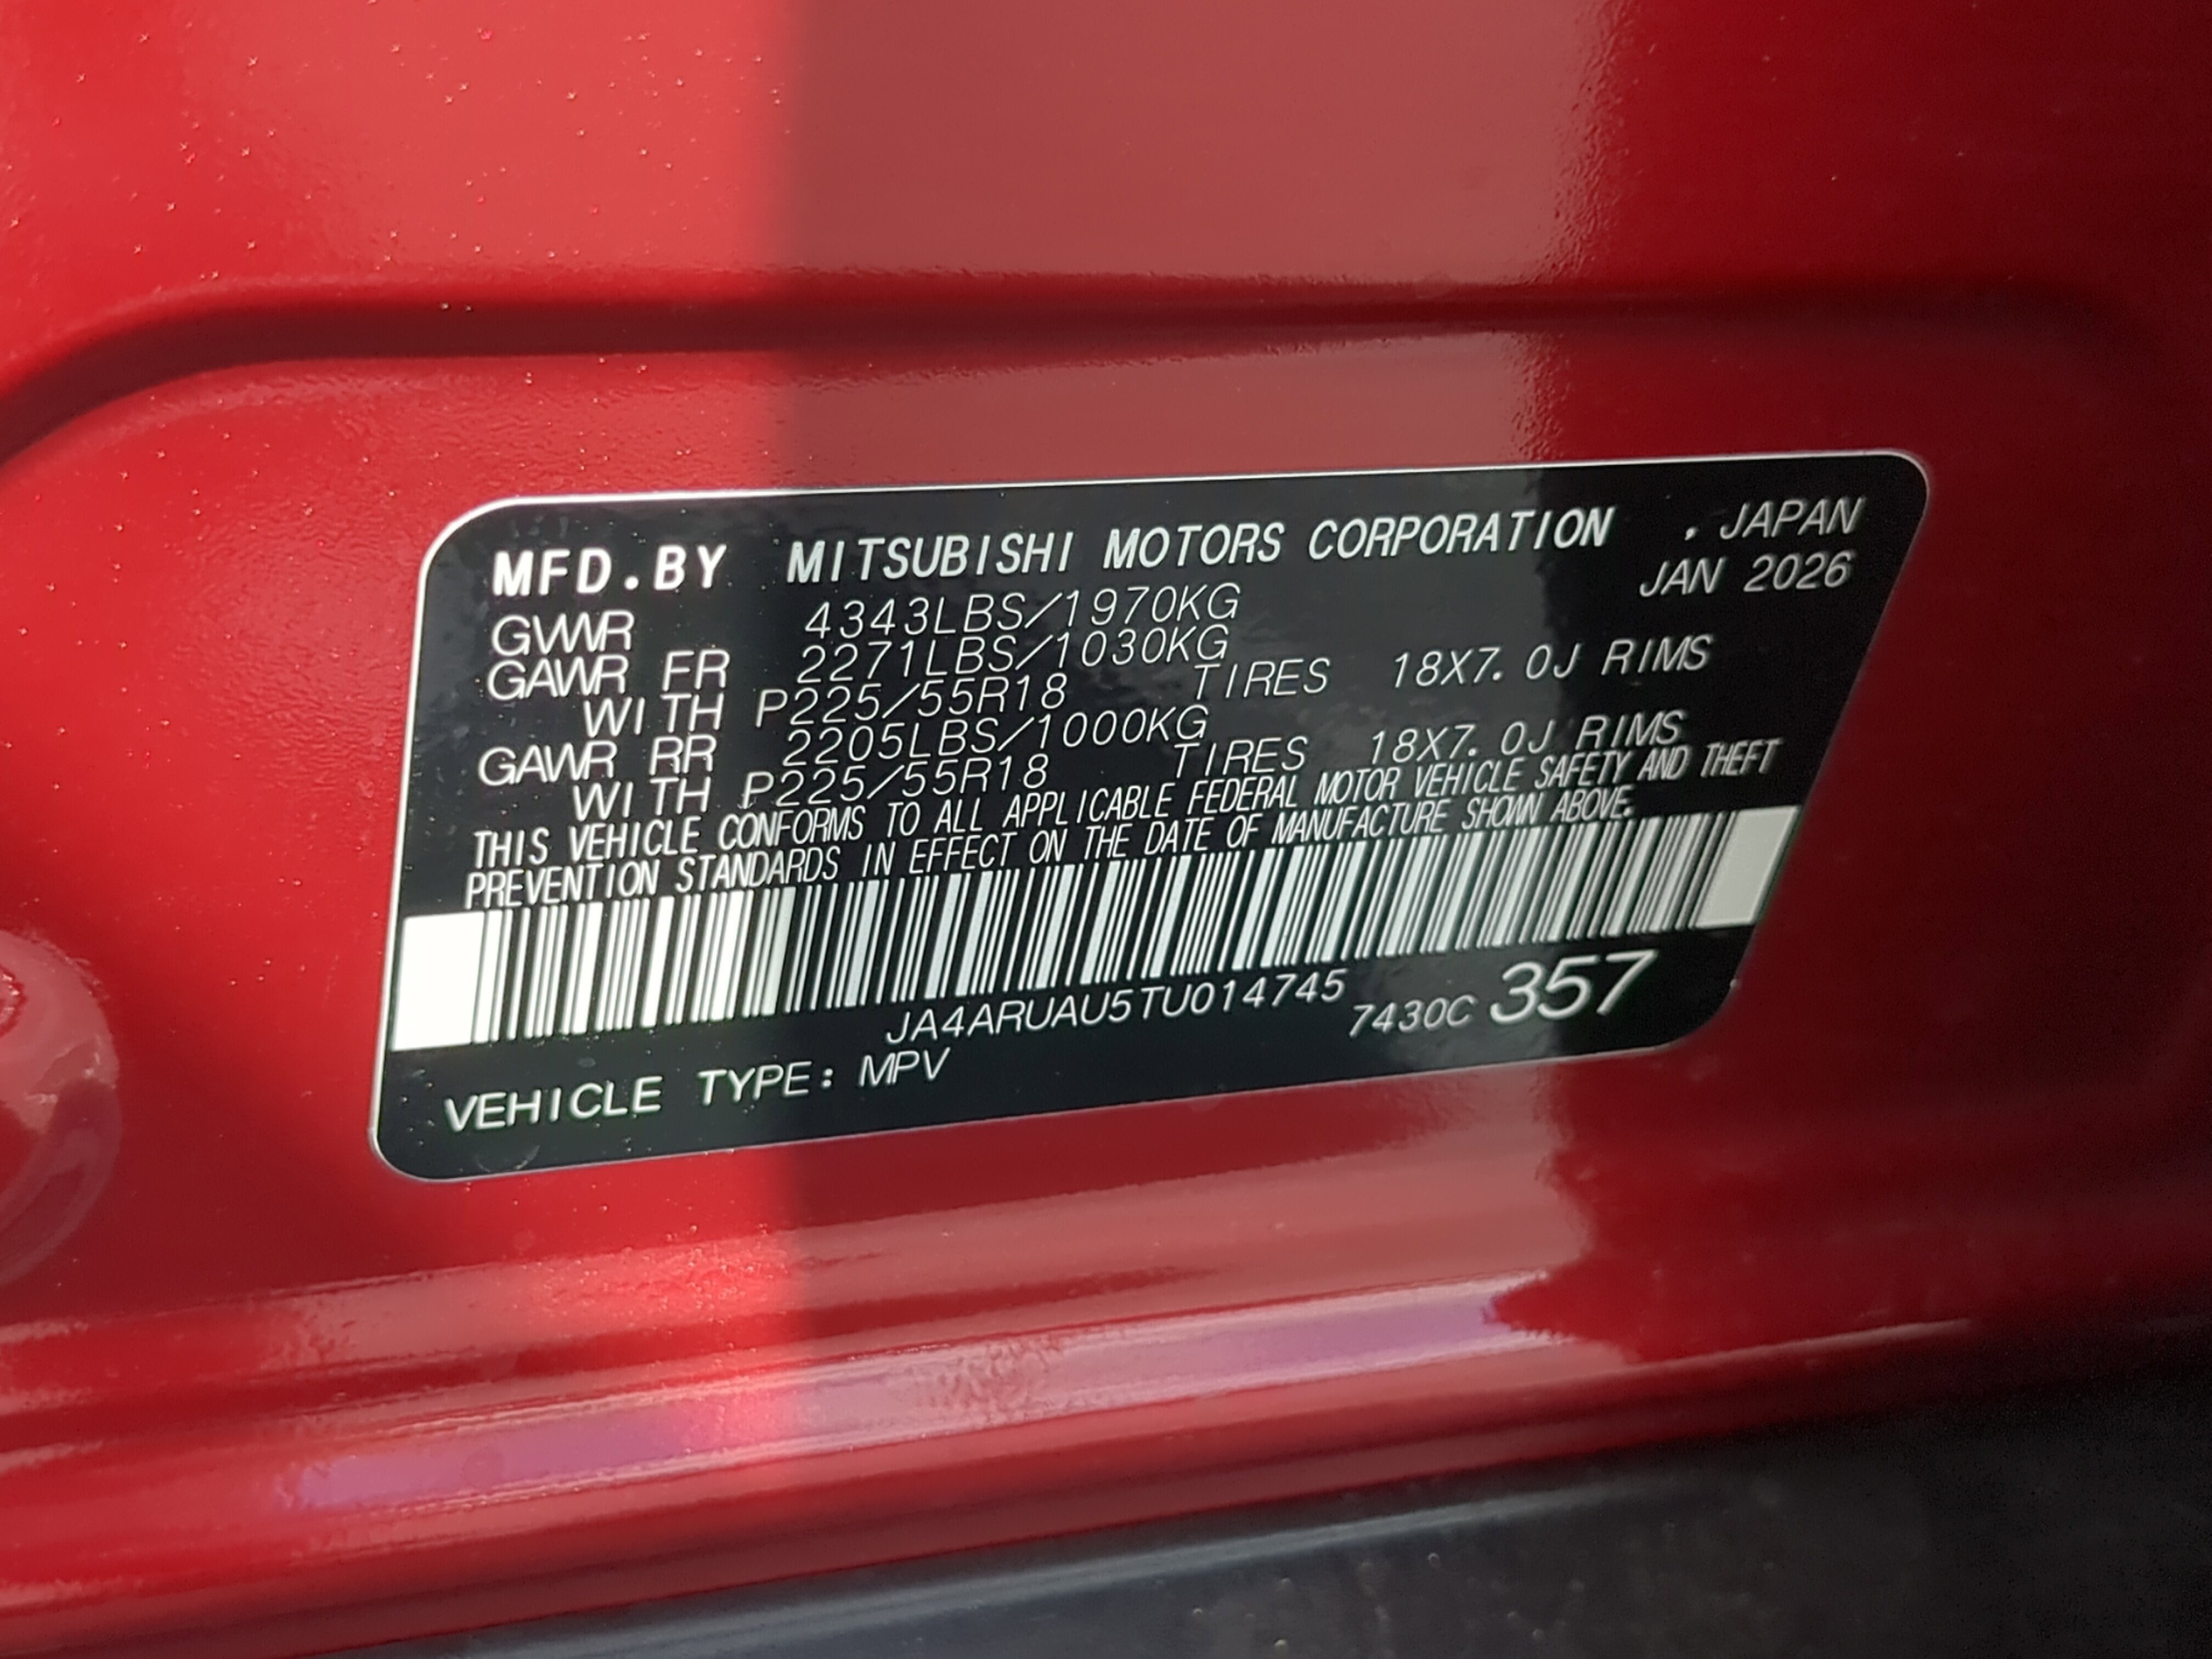 MFD.BY MITSUBISHI MOTORS CORPORATION , JAPAN
JAN 2026
GVWR 4343LBS/1970KG
GAWR FR 2271LBS/1030KG
WITH P225/55R18 TIRES 18X7.0J RIMS
GAWR RR 2205LBS/1000KG
WITH P225/55R18 TIRES 18X7.0J RIMS
THIS VEHICLE CONFORMS TO ALL APPLICABLE FEDERAL MOTOR VEHICLE SAFETY AND THEFT
PREVENTION STANDARDS IN EFFECT ON THE DATE OF MANUFACTURE SHOWN ABOVE.
JA4ARUAU5TU014745 7430C 357
VEHICLE TYPE: MPV